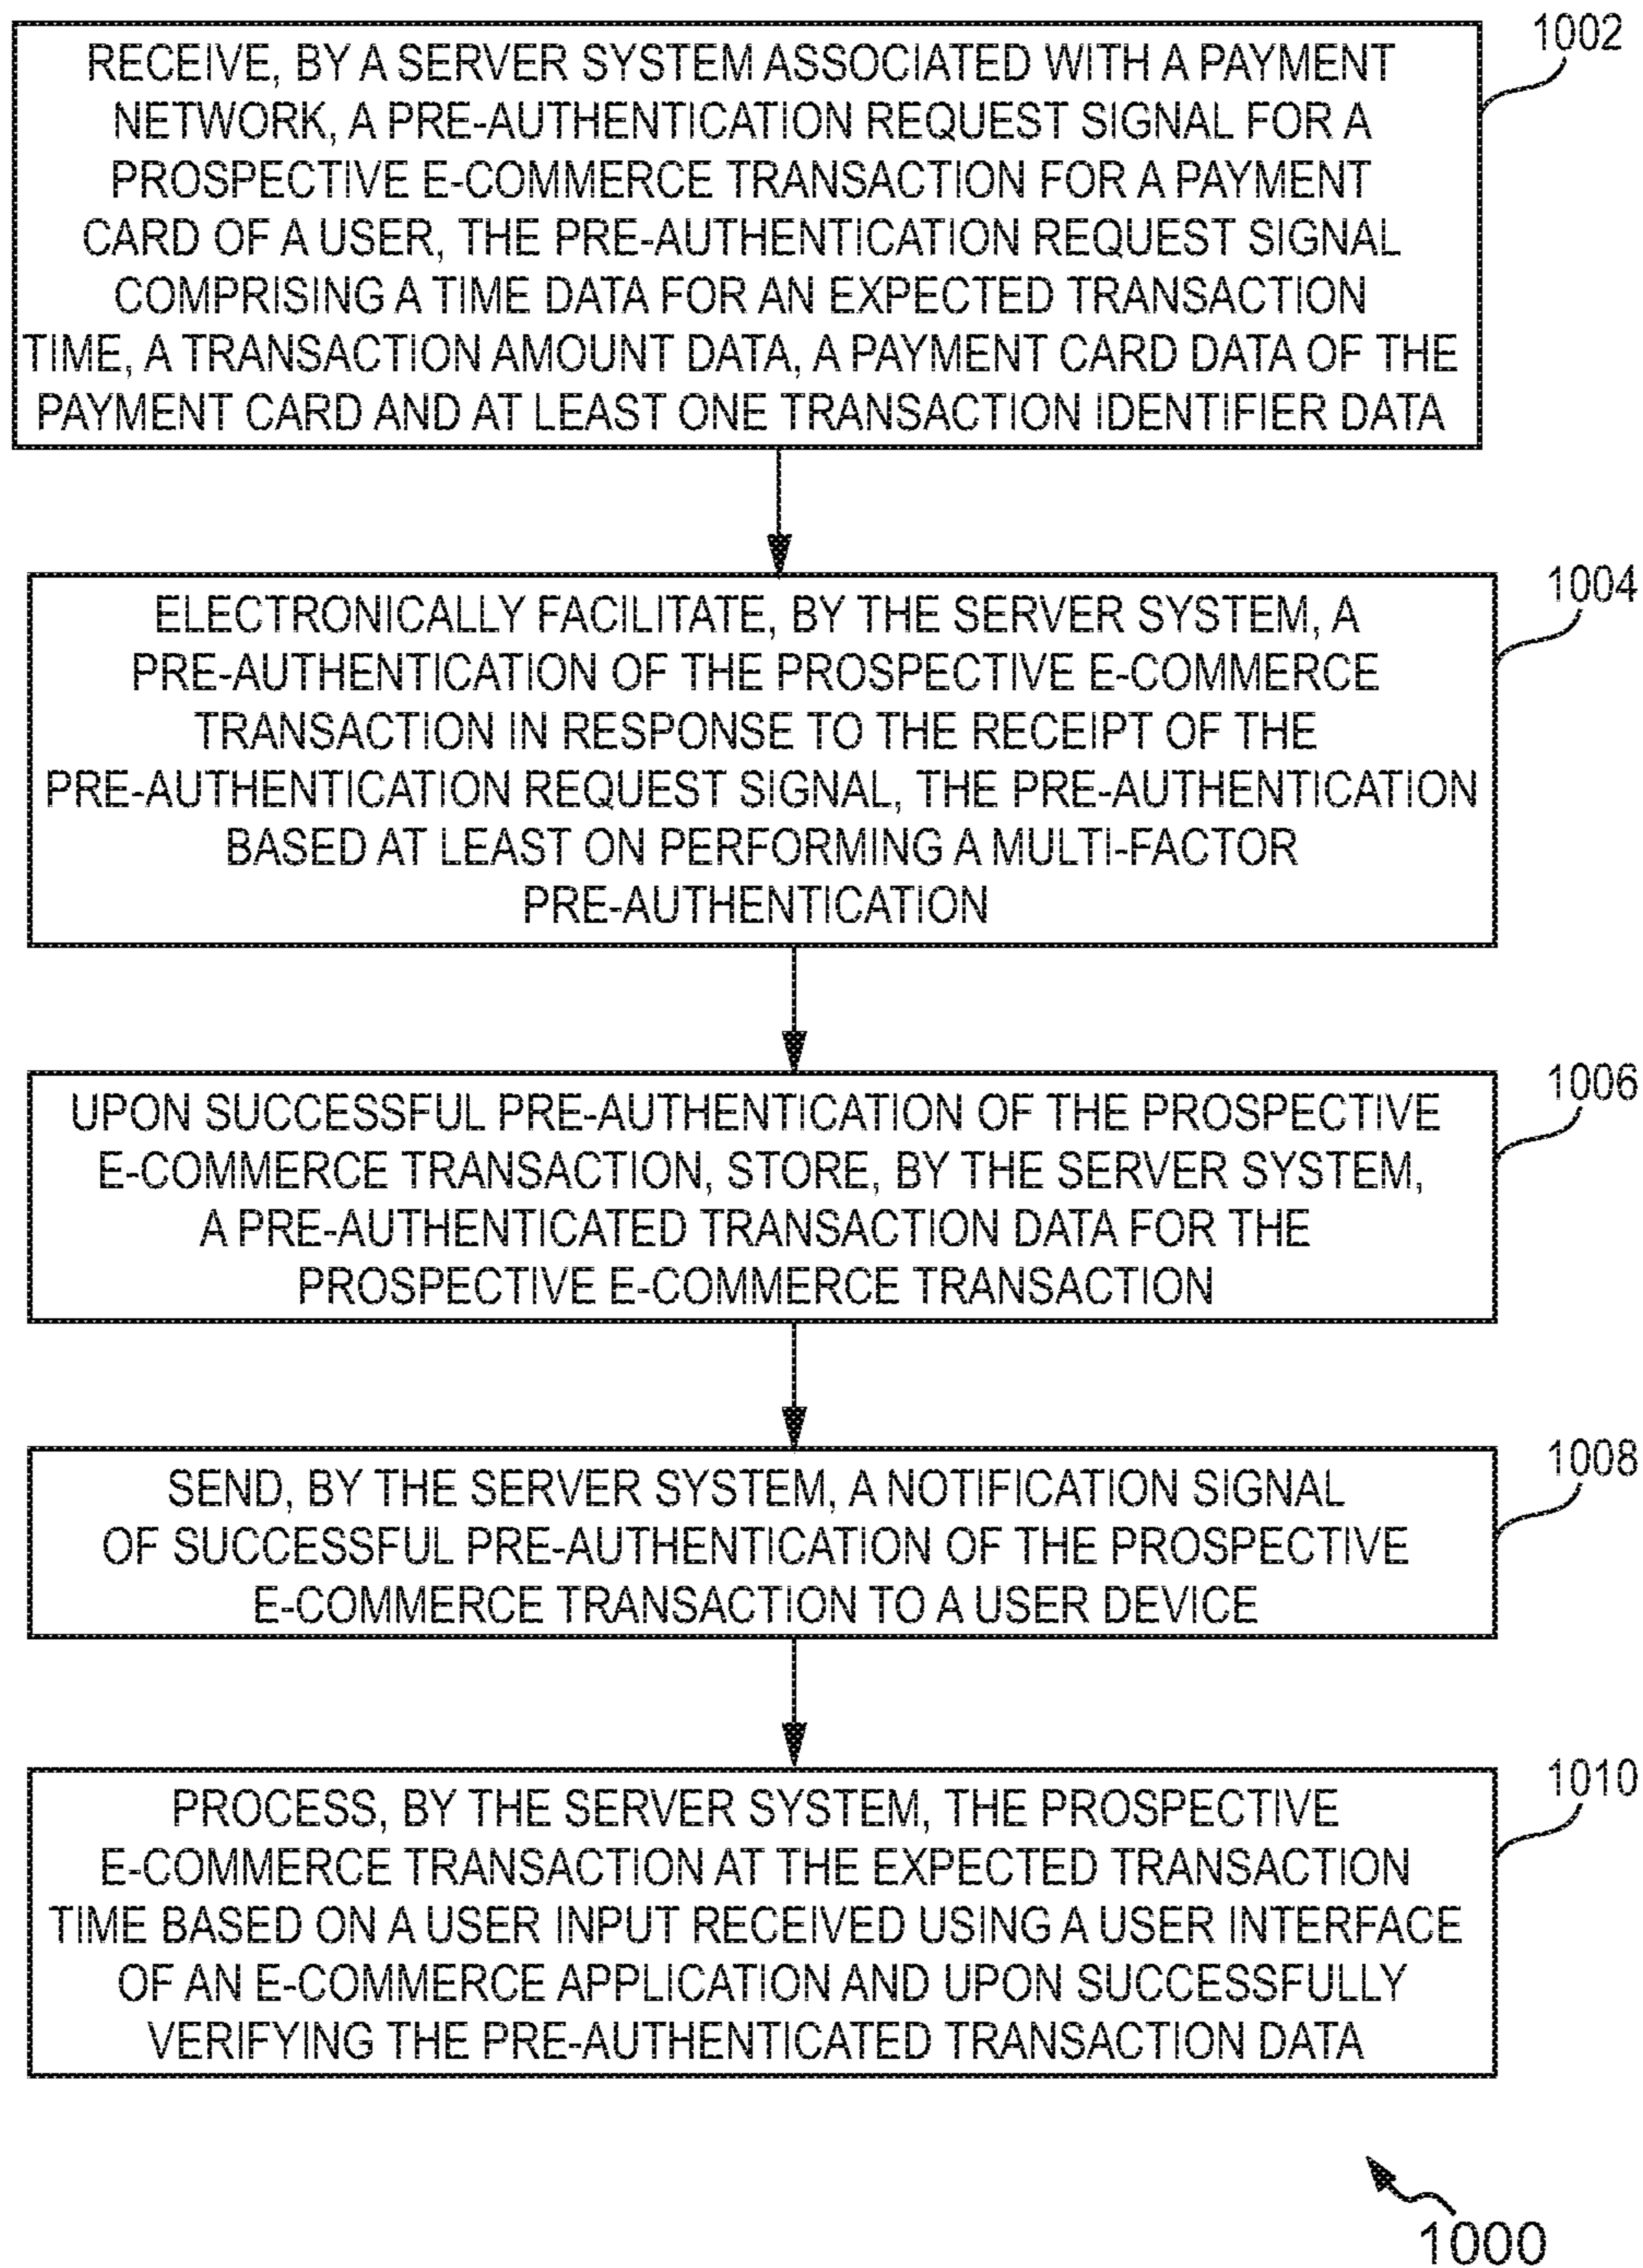 1002
RECEIVE, BY A SERVER SYSTEM ASSOCIATED WITH A PAYMENT
NETWORK, A PRE-AUTHENTICATION REQUEST SIGNAL FOR A
PROSPECTIVE E-COMMERCE TRANSACTION FOR A PAYMENT
CARD OF A USER, THE PRE-AUTHENTICATION REQUEST SIGNAL
COMPRISING A TIME DATA FOR AN EXPECTED TRANSACTION
TIME, A TRANSACTION AMOUNT DATA, A PAYMENT CARD DATA OF THE
PAYMENT CARD AND AT LEAST ONE TRANSACTION IDENTIFIER DATA
1004
ELECTRONICALLY FACILITATE, BY THE SERVER SYSTEM, A
PRE-AUTHENTICATION OF THE PROSPECTIVE E-COMMERCE
TRANSACTION IN RESPONSE TO THE RECEIPT OF THE
PRE-AUTHENTICATION REQUEST SIGNAL, THE PRE-AUTHENTICATION
BASED AT LEAST ON PERFORMING A MULTI-FACTOR
PRE-AUTHENTICATION
1006
UPON SUCCESSFUL PRE-AUTHENTICATION OF THE PROSPECTIVE
E-COMMERCE TRANSACTION, STORE, BY THE SERVER SYSTEM,
A PRE-AUTHENTICATED TRANSACTION DATA FOR THE
PROSPECTIVE E-COMMERCE TRANSACTION
1008
SEND, BY THE SERVER SYSTEM, A NOTIFICATION SIGNAL
OF SUCCESSFUL PRE-AUTHENTICATION OF THE PROSPECTIVE
E-COMMERCE TRANSACTION TO A USER DEVICE
1010
PROCESS, BY THE SERVER SYSTEM, THE PROSPECTIVE
E-COMMERCE TRANSACTION AT THE EXPECTED TRANSACTION
TIME BASED ON A USER INPUT RECEIVED USING A USER INTERFACE
OF AN E-COMMERCE APPLICATION AND UPON SUCCESSFULLY
VERIFYING THE PRE-AUTHENTICATED TRANSACTION DATA
1000